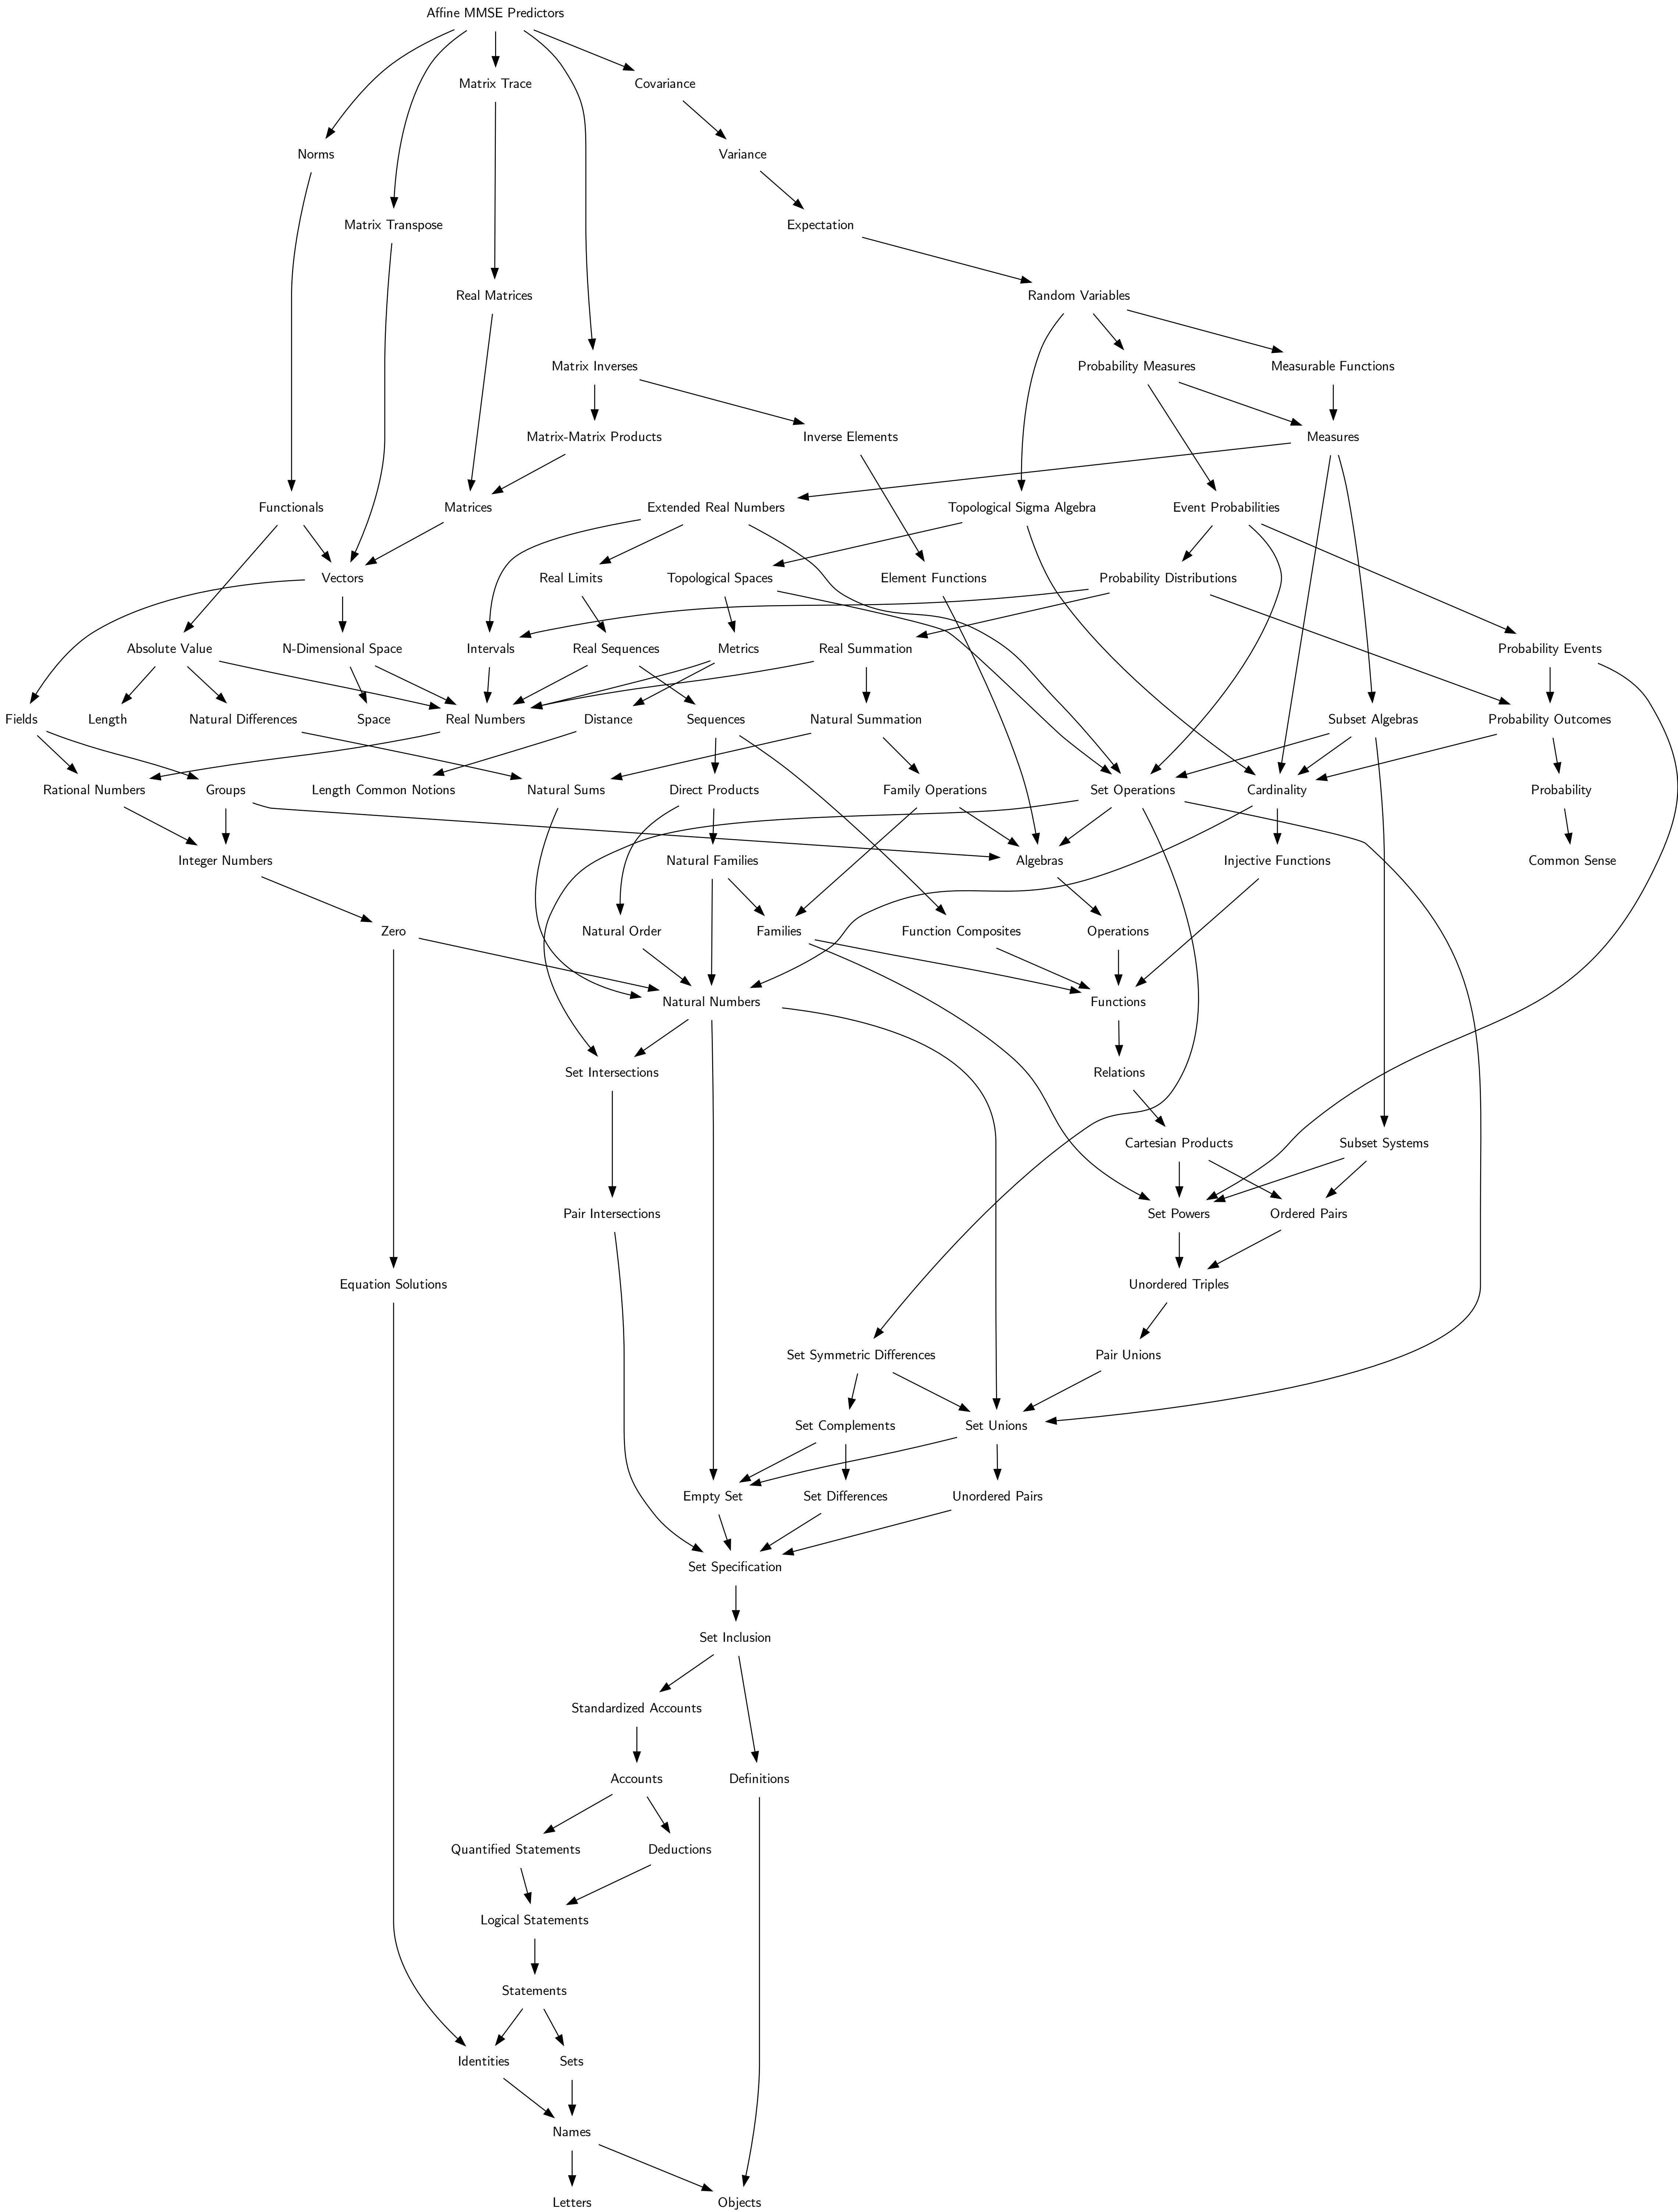 Affine MMSE Predictors
Matrix Trace
Covariance
Norms
Variance
Matrix Transpose
Expectation
Real Matrices
Random Variables
Matrix Inverses
Probability Measures
Measurable Functions
Matrix-Matrix Products
Inverse Elements
Measures
Functionals
Matrices
Extended Real Numbers
Topological Sigma Algebra
Event Probabilities
Vectors
Real Limits
Topological Spaces
Element Functions
Probability Distributions
Absolute Value
N-Dimensional Space
Intervals
Real Sequences
Metrics
Real Summation
Probability Events
Fields
Length
Natural Differences
Space
Real Numbers
Distance
Sequences
Natural Summation
Subset Algebras
Probability Outcomes
Rational Numbers
Groups
Length Common Notions
Natural Sums
Direct Products
Family Operations
Set Operations
Cardinality
Probability
Integer Numbers
Natural Families
Algebras
Injective Functions
Common Sense
Zero
Natural Order
Families
Function Composites
Operations
Natural Numbers
Functions
Set Intersections
Relations
Cartesian Products
Subset Systems
Pair Intersections
Set Powers
Ordered Pairs
Equation Solutions
Unordered Triples
Set Symmetric Differences
Pair Unions
Set Complements
Set Unions
Empty Set
Set Differences
Unordered Pairs
Set Specification
Set Inclusion
Standardized Accounts
Accounts
Definitions
Quantified Statements
Deductions
Logical Statements
Statements
Identities
Sets
Names
Letters
Objects